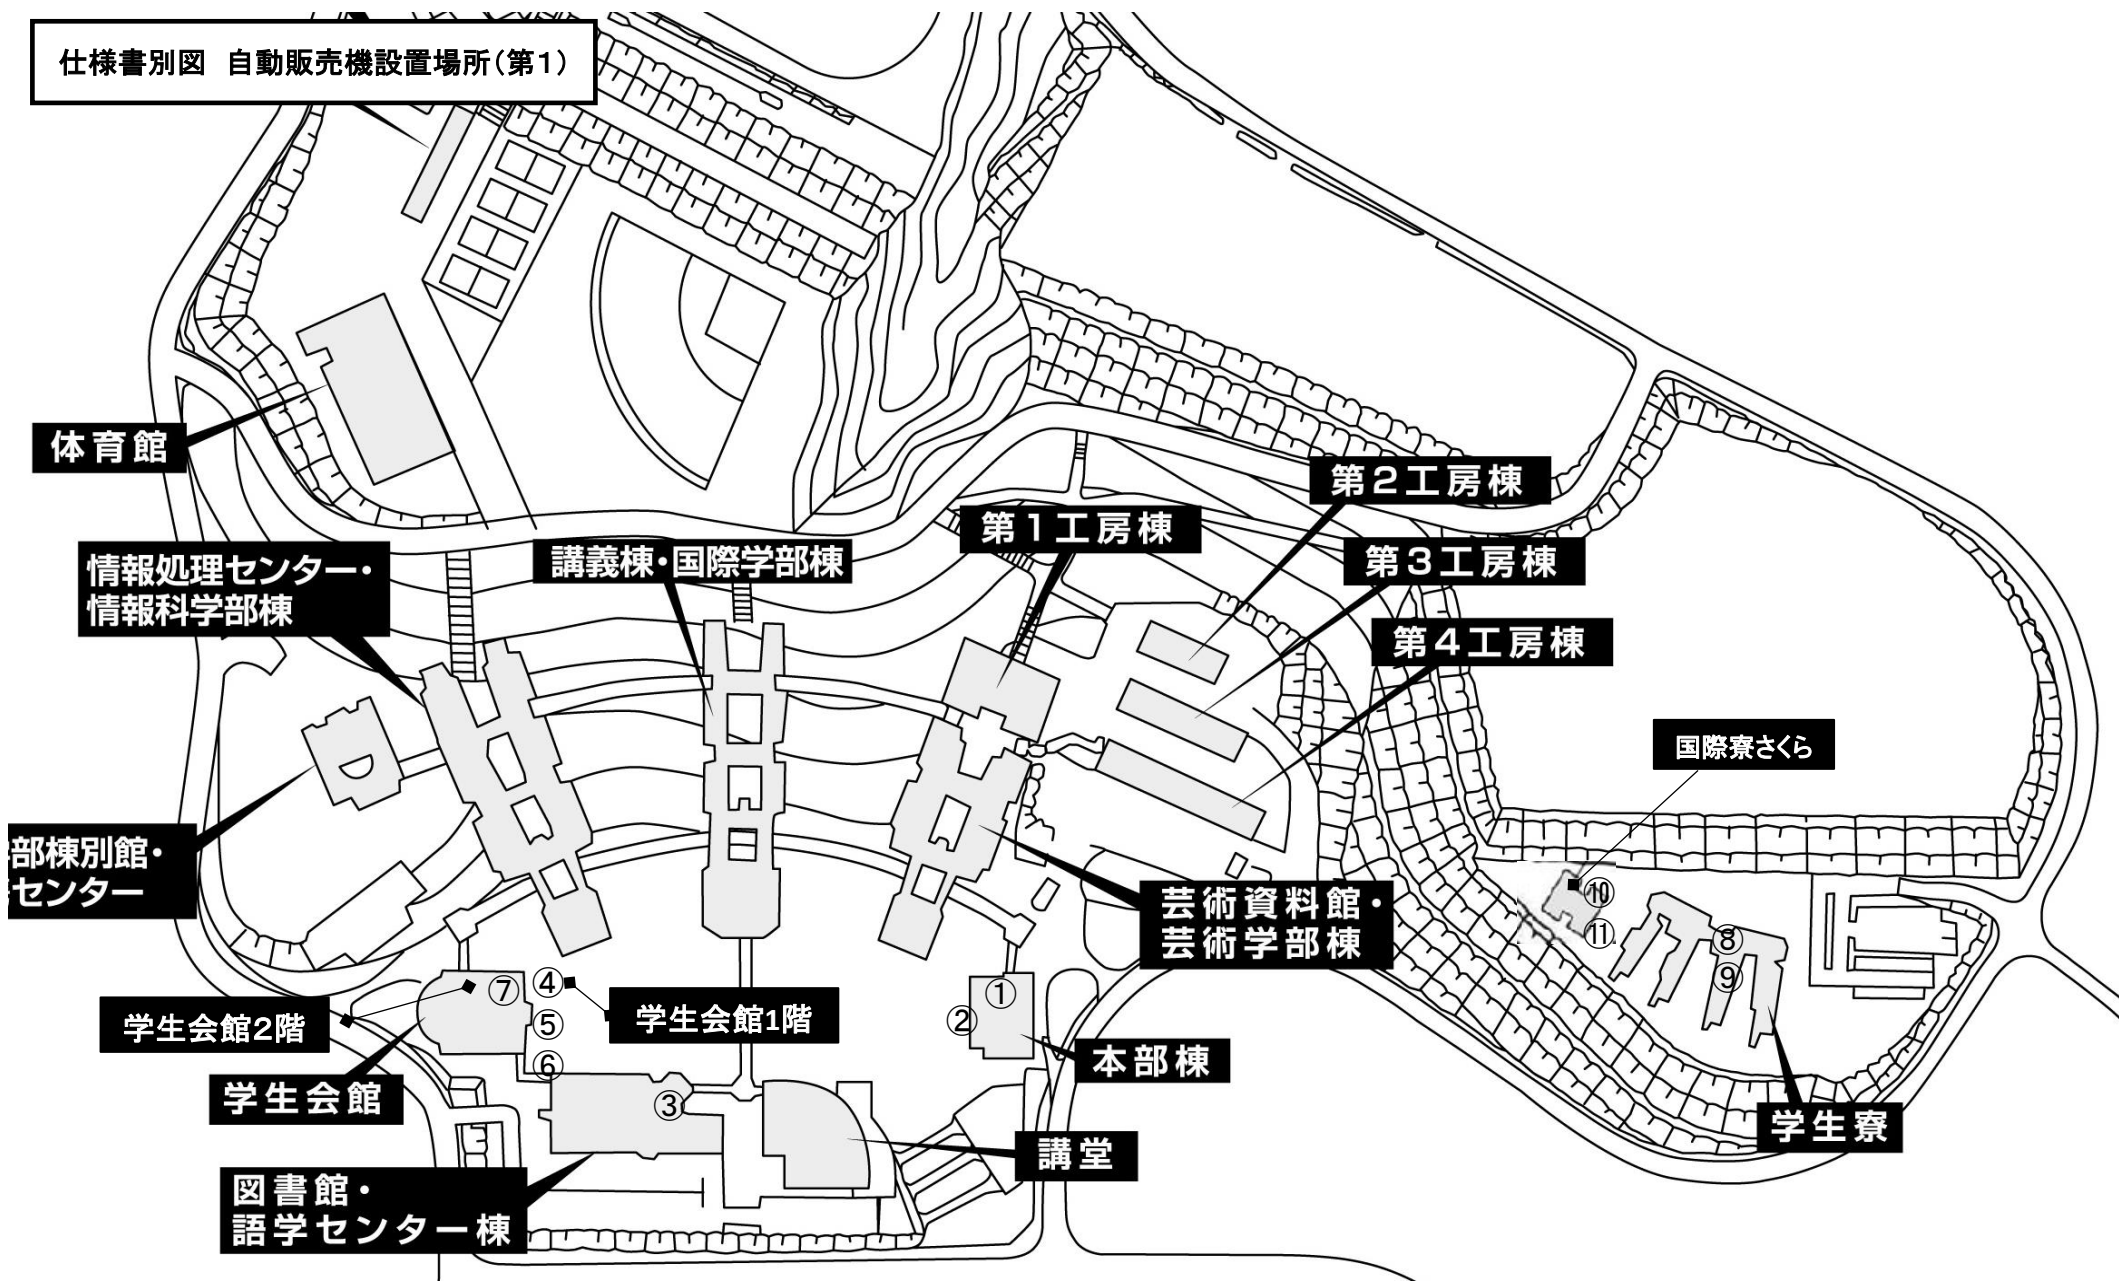 仕様書別図　自動販売機設置場所（第１）
体育館
第２工房棟
第１工房棟
情報処理センター・
情報科学部棟
講義棟・国際学部棟
第３工房棟
第４工房棟
国際寮さくら
部棟別館・
センター
芸術資料館・
芸術学部棟
⑩
⑪
⑧
⑨
⑦
④
①
学生会館２階
学生会館1階
⑤
②
⑥
本部棟
学生会館
③
学生寮
講堂
図書館・
語学センター棟